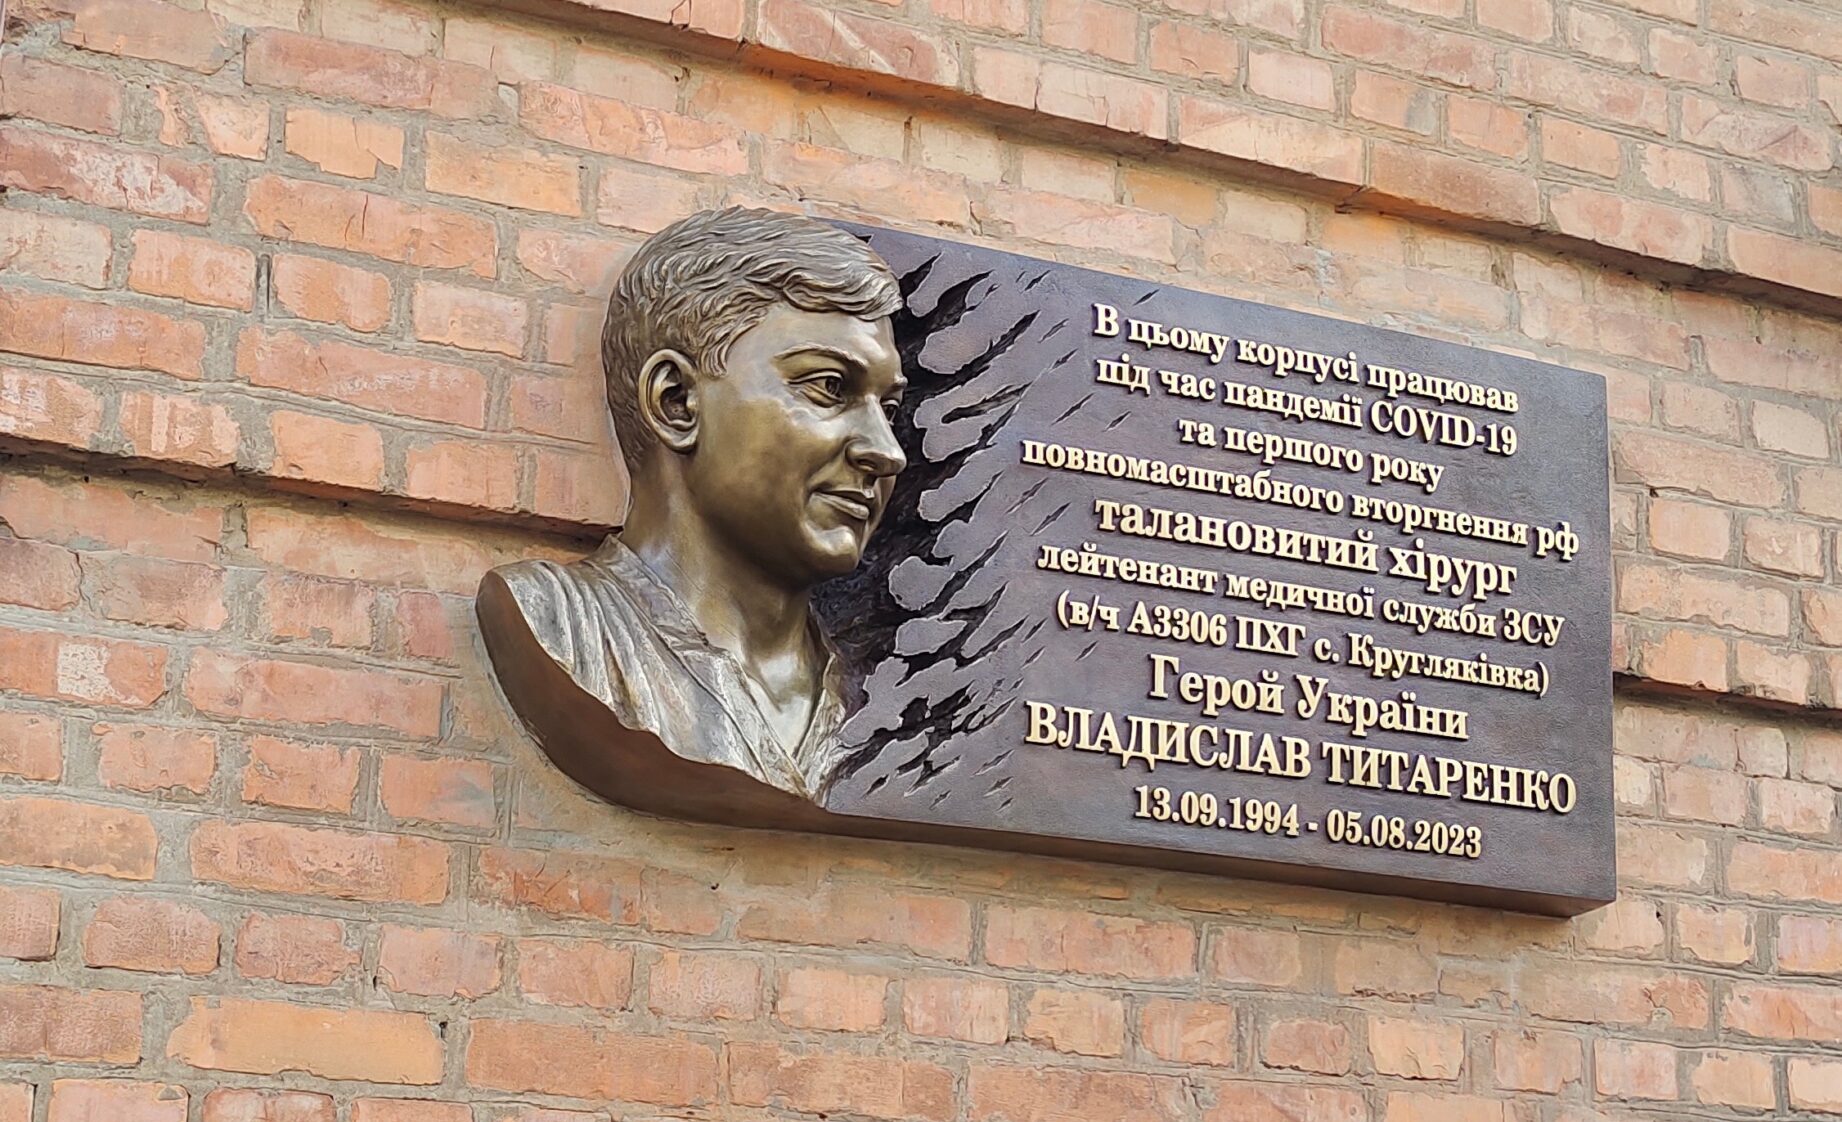 В цьому корпусі працював
під час пандемії COVID-19
та першого року
повномасштабного вторгнення рф
талановитий хірург
лейтенант медичної служби ЗСУ
(в/ч А3306 ПХГ с. Кругляківка)
Герой України
ВЛАДИСЛАВ ТИТАРЕНКО
13.09.1994 - 05.08.2023